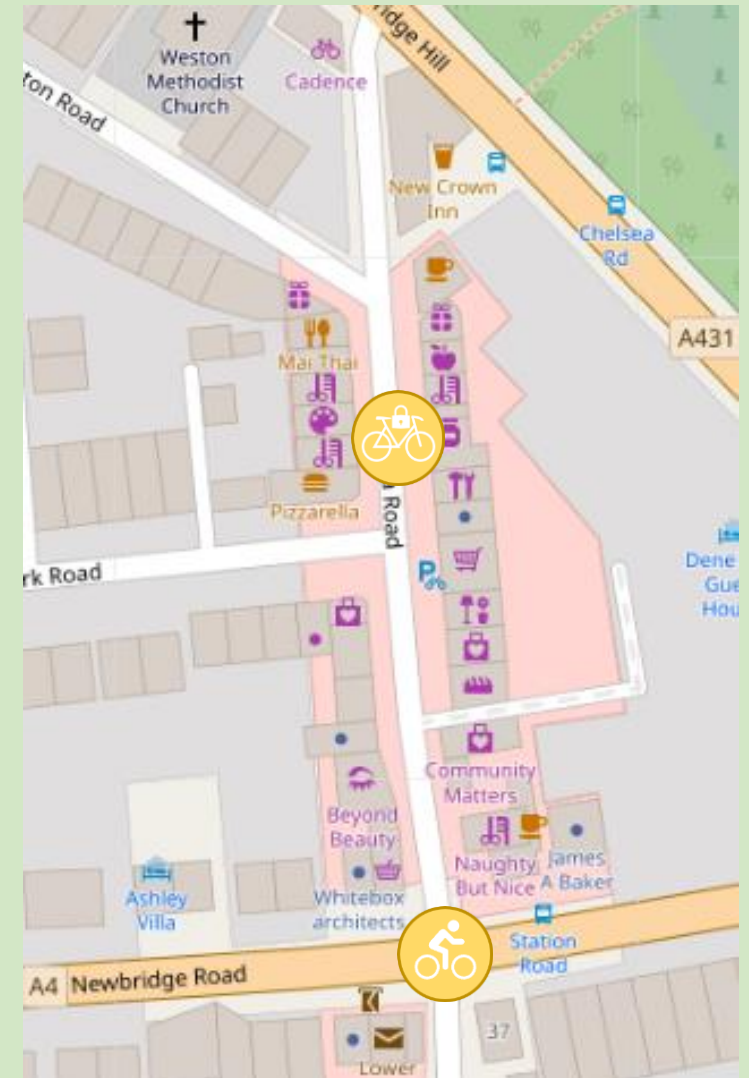 ridge Hill
Weston
Methodist
Church
Cadence
ton Road
New Crown
Inn
Chelsea
Rd
A431
Mai Thai
Pizzarella
Road
rk Road
P
Dene
Gue
Hou
Community
Matters
Beyond
Beauty
Naughty
But Nice
James
A Baker
Ashley
Villa
Whitebox
architects
Station
Road
A4
Newbridge Road
37
Lower